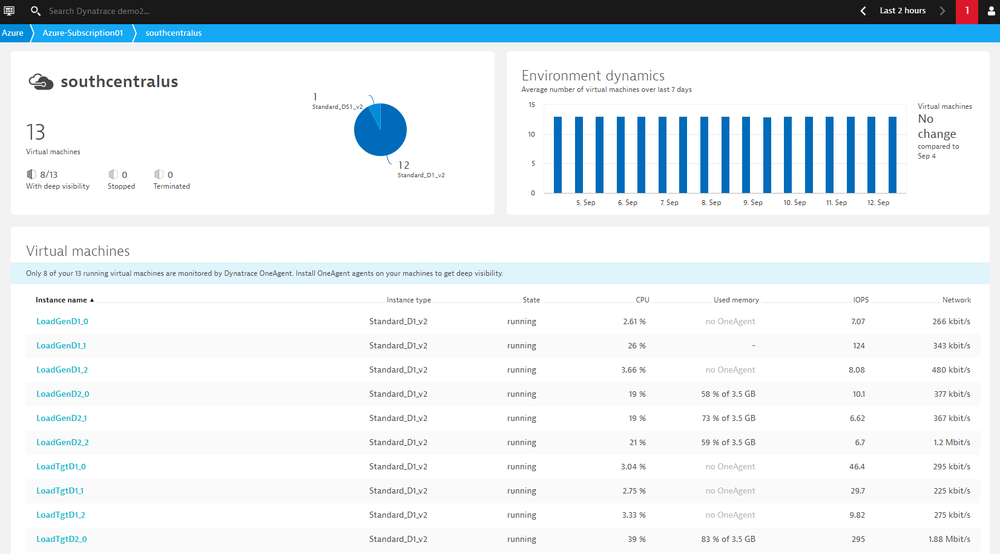 Search Dynatrace demo2...
Last 2 hours
1
Azure
Azure-Subscription01
southcentralus
southcentralus
13
Virtual machines
8/13
With deep visibility
0
Stopped
0
Terminated
1
Standard_DS1_v2
12
Standard_D1_v2
Environment dynamics
Average number of virtual machines over last 7 days
15
10
5
0
5. Sep 6. Sep 7. Sep 8. Sep 9. Sep 10. Sep 11. Sep 12. Sep
Virtual machines
No
change
compared to
Sep 4
Virtual machines
Only 8 of your 13 running virtual machines are monitored by Dynatrace OneAgent. Install OneAgent agents on your machines to get deep visibility.
Instance name ▲ Instance type State CPU Used memory IOPS Network
LoadGenD1_0 Standard_D1_v2 running 2.61 % no OneAgent 7.07 266 kbit/s
LoadGenD1_1 Standard_D1_v2 running 26 % - 124 343 kbit/s
LoadGenD1_2 Standard_D1_v2 running 3.66 % no OneAgent 8.08 480 kbit/s
LoadGenD2_0 Standard_D1_v2 running 19 % 58 % of 3.5 GB 10.1 377 kbit/s
LoadGenD2_1 Standard_D1_v2 running 19 % 73 % of 3.5 GB 6.62 367 kbit/s
LoadGenD2_2 Standard_D1_v2 running 21 % 59 % of 3.5 GB 6.7 1.2 Mbit/s
LoadTgtD1_0 Standard_D1_v2 running 3.04 % no OneAgent 46.4 295 kbit/s
LoadTgtD1_1 Standard_D1_v2 running 2.75 % no OneAgent 29.7 225 kbit/s
LoadTgtD1_2 Standard_D1_v2 running 3.33 % no OneAgent 9.82 275 kbit/s
LoadTgtD2_0 Standard_D1_v2 running 39 % 83 % of 3.5 GB 295 1.88 Mbit/s